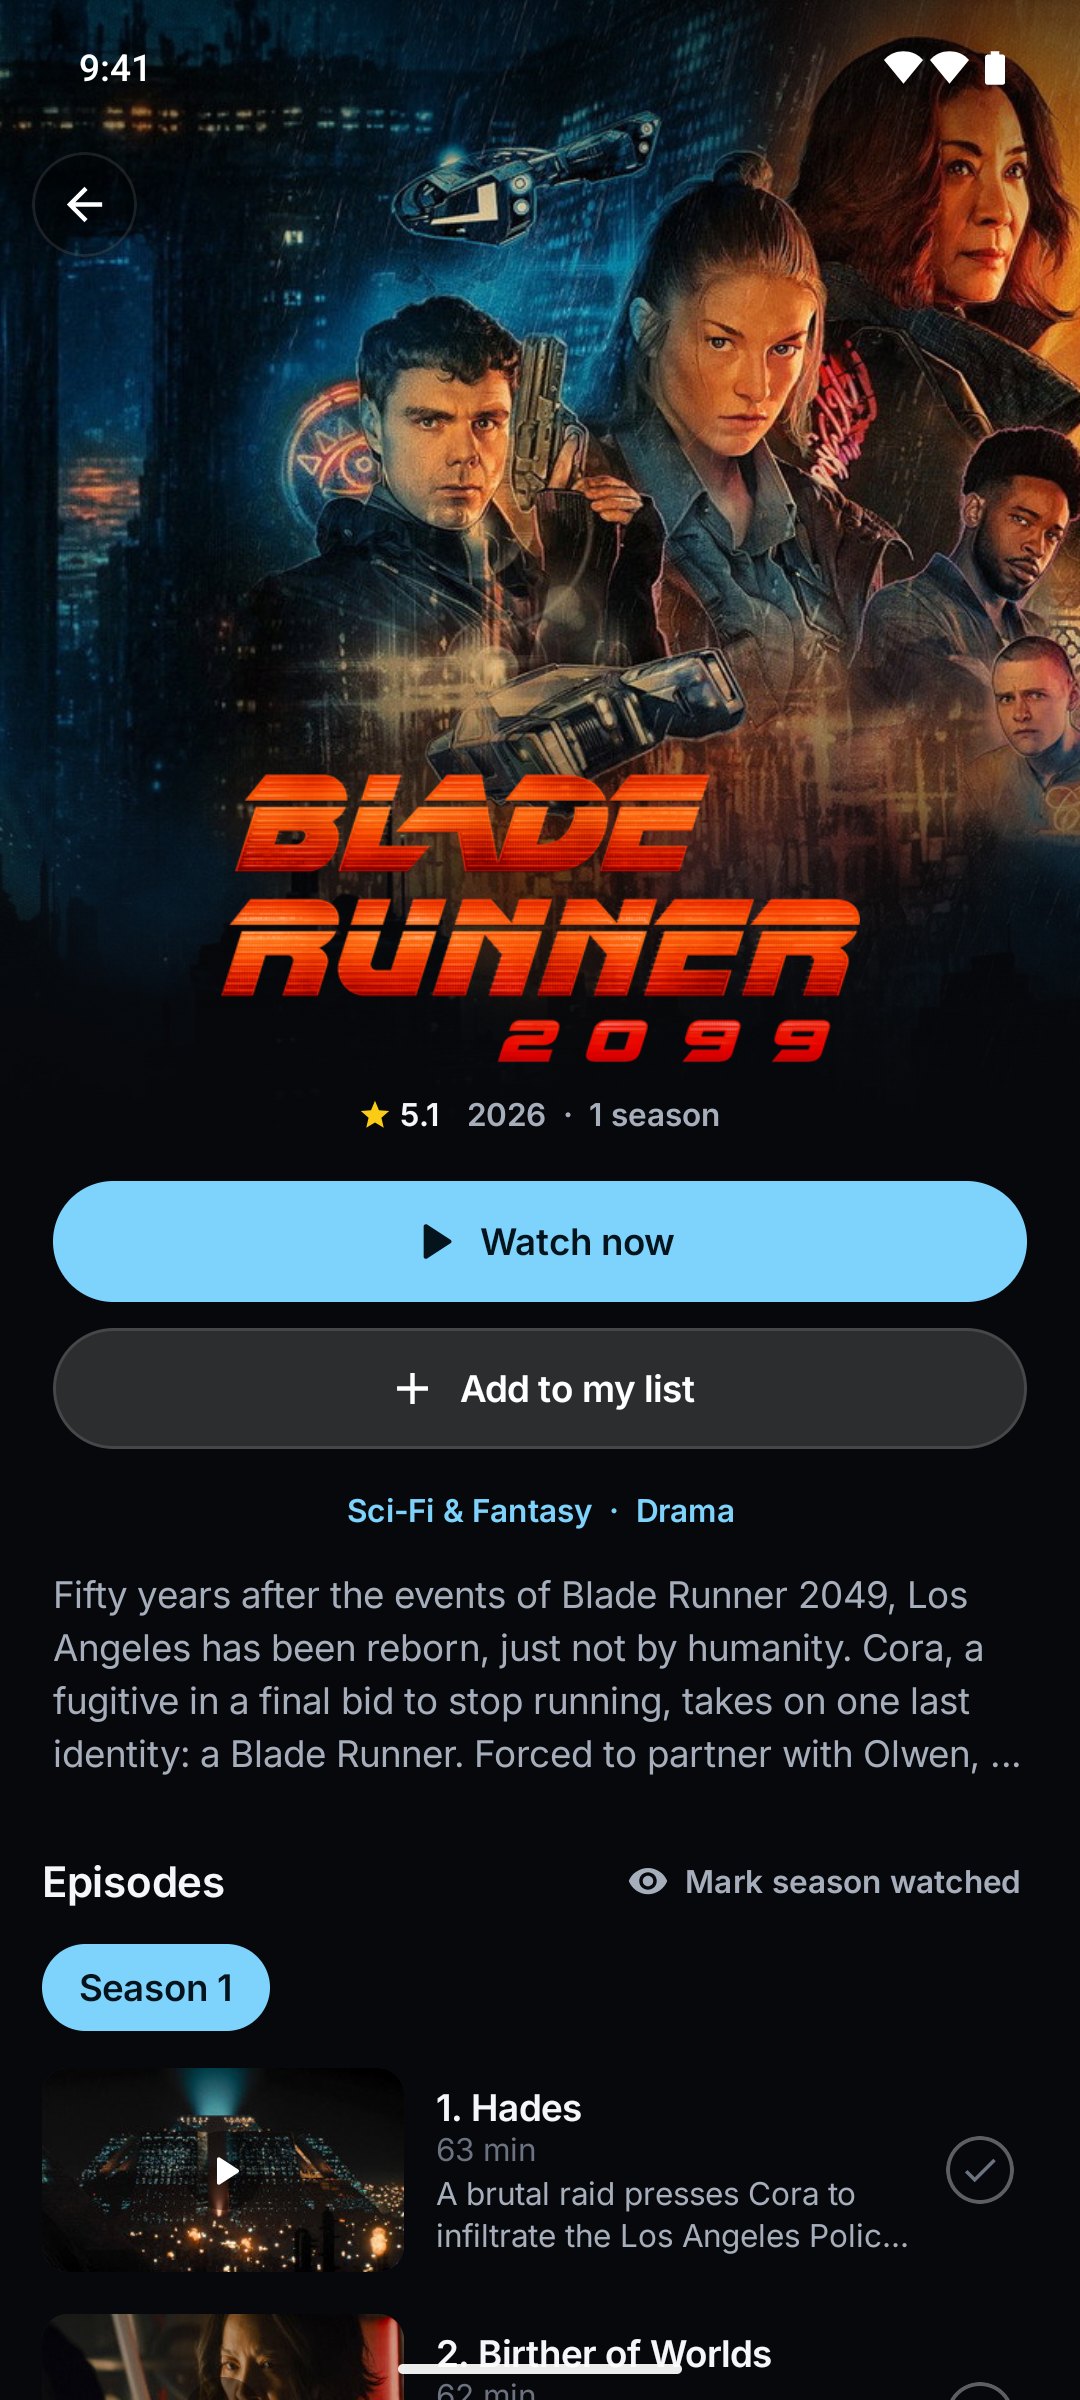 9:41
BLADE
RUNNER
2099
5.1 2026 · 1 season
Watch now
Add to my list
Sci-Fi & Fantasy · Drama
Fifty years after the events of Blade Runner 2049, Los
Angeles has been reborn, just not by humanity. Cora, a
fugitive in a final bid to stop running, takes on one last
identity: a Blade Runner. Forced to partner with Olwen, ...
Episodes
Mark season watched
Season 1
1. Hades
63 min
A brutal raid presses Cora to
infiltrate the Los Angeles Polic...
2. Birther of Worlds
62 min